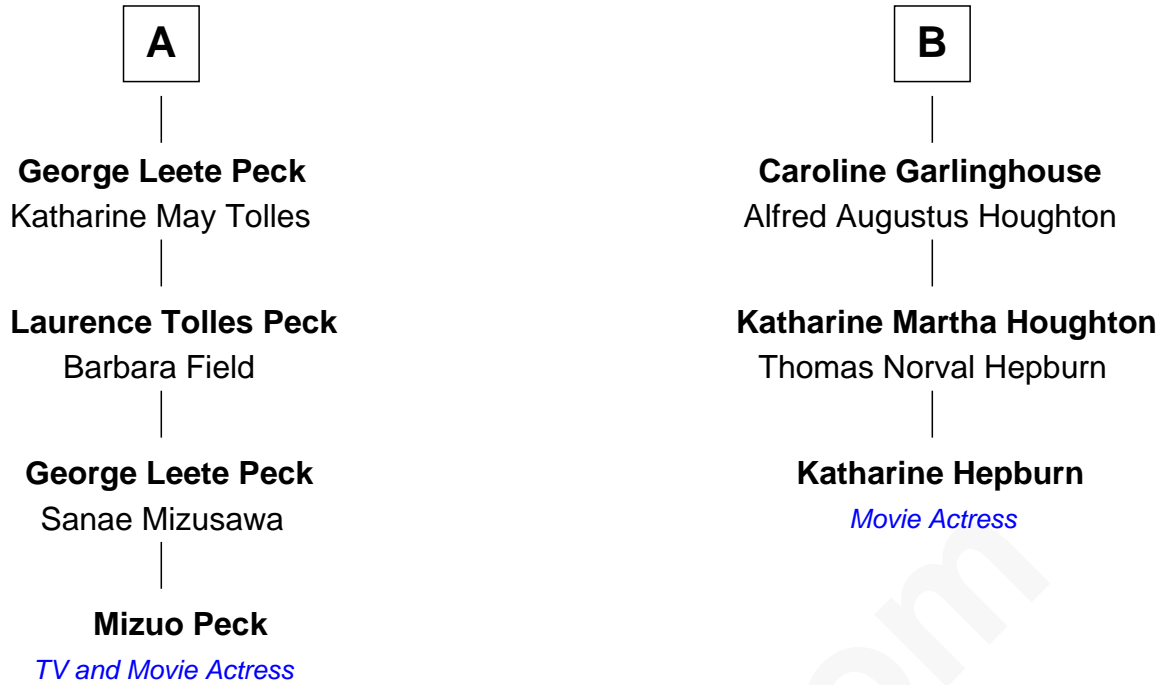 A
George Leete Peck
Katharine May Tolles
Laurence Tolles Peck
Barbara Field
George Leete Peck
Sanae Mizusawa
Mizuo Peck
TV and Movie Actress
B
Caroline Garlinghouse
Alfred Augustus Houghton
Katharine Martha Houghton
Thomas Norval Hepburn
Katharine Hepburn
Movie Actress
om